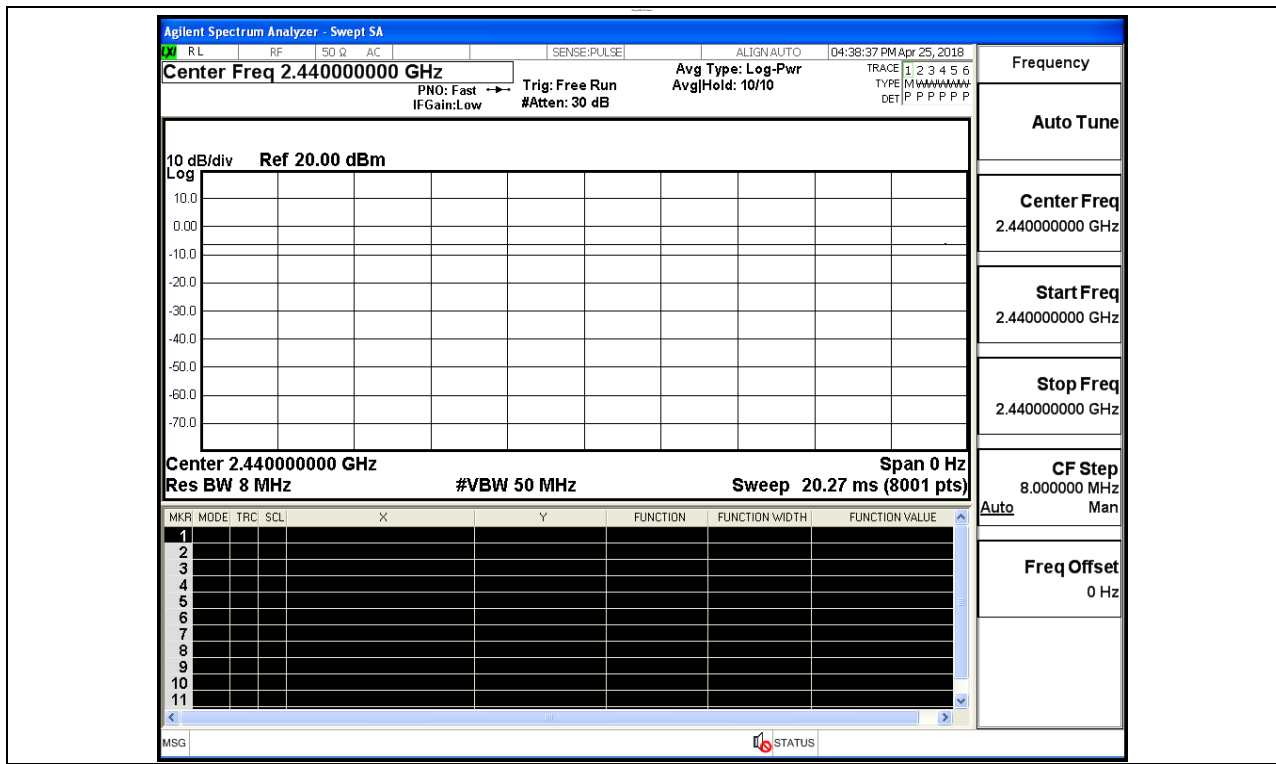 Agilent Spectrum Analyzer - Swept SA
LXI RL RF 50 Ω AC SENSE:PULSE ALIGN AUTO 04:38:37 PM Apr 25, 2018
Center Freq 2.440000000 GHz
PNO: Fast
IFGain:Low
Trig: Free Run
#Atten: 30 dB
Avg Type: Log-Pwr
Avg|Hold: 10/10
TRACE 1 2 3 4 5 6
TYPE M WWWWW
DET P P P P P P
10 dB/div Ref 20.00 dBm
Log
10.0
0.00
-10.0
-20.0
-30.0
-40.0
-50.0
-60.0
-70.0
Center 2.440000000 GHz Span 0 Hz
Res BW 8 MHz #VBW 50 MHz Sweep 20.27 ms (8001 pts)
MKR MODE TRC SCL X Y FUNCTION FUNCTION WIDTH FUNCTION VALUE
1
2
3
4
5
6
7
8
9
10
11
MSG STATUS
Frequency
Auto Tune
Center Freq
2.440000000 GHz
Start Freq
2.440000000 GHz
Stop Freq
2.440000000 GHz
CF Step
8.000000 MHz
Auto Man
Freq Offset
0 Hz